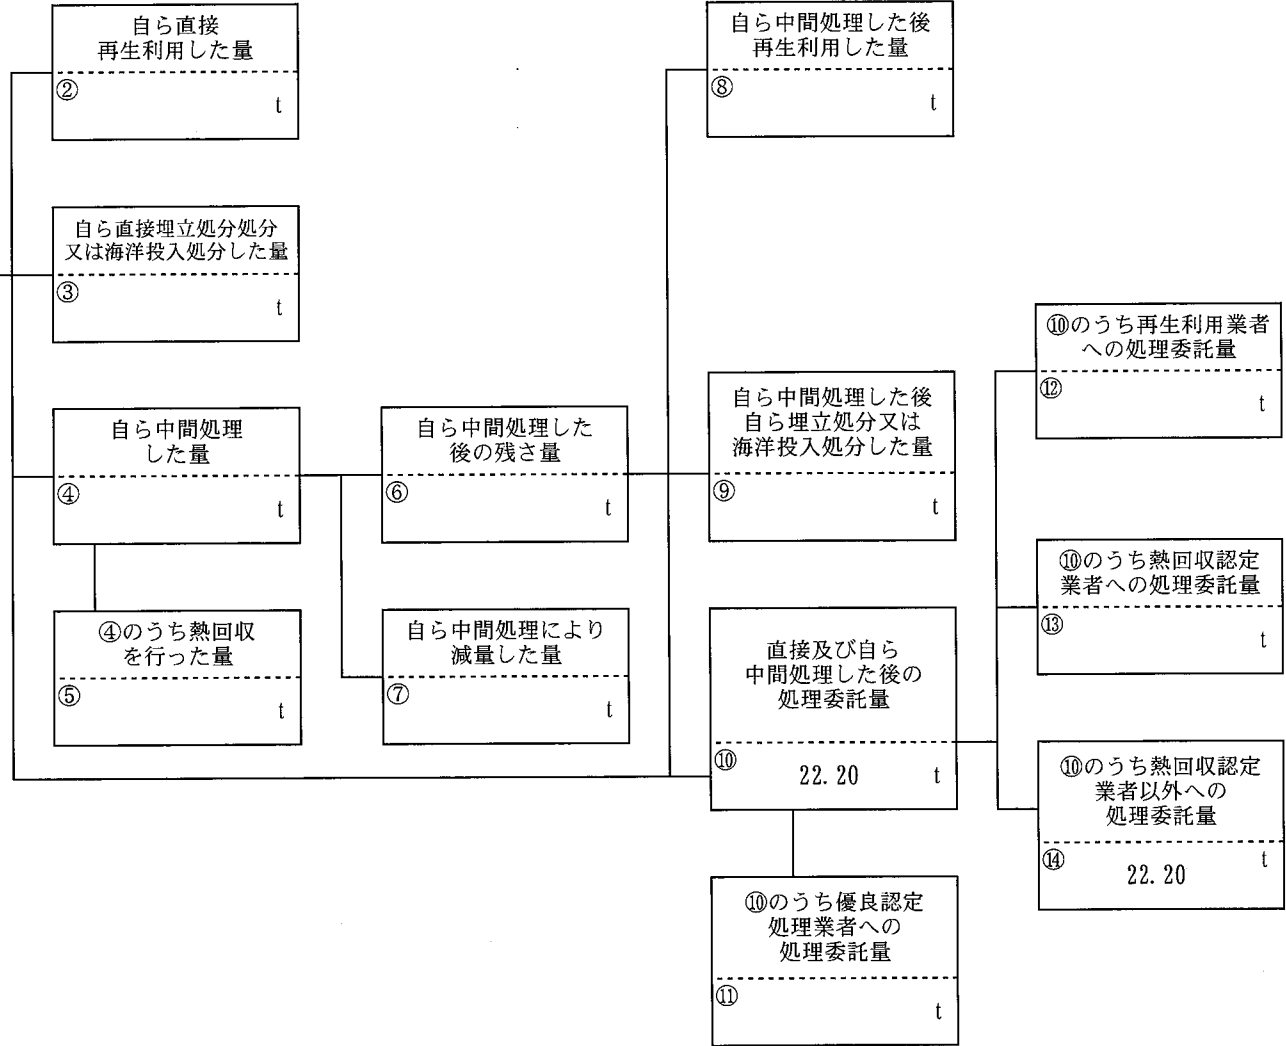 自ら直接
再生利用した量
②
t
自ら直接埋立処分処分
又は海洋投入処分した量
③
t
自ら中間処理
した量
④
t
④のうち熱回収
を行った量
⑤
t
自ら中間処理した
後の残さ量
⑥
t
自ら中間処理により
減量した量
⑦
t
自ら中間処理した後
再生利用した量
⑧
t
自ら中間処理した後
自ら埋立処分又は
海洋投入処分した量
⑨
t
直接及び自ら
中間処理した後の
処理委託量
⑩
22.20 t
⑩のうち優良認定
処理業者への
処理委託量
⑪
t
⑩のうち再生利用業者
への処理委託量
⑫
t
⑩のうち熱回収認定
業者への処理委託量
⑬
t
⑩のうち熱回収認定
業者以外への
処理委託量
⑭
22.20 t